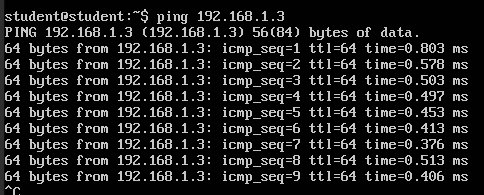 student@student:~$ ping 192.168.1.3
PING 192.168.1.3 (192.168.1.3) 56(84) bytes of data.
64 bytes from 192.168.1.3: icmp_seq=1 ttl=64 time=0.803 ms
64 bytes from 192.168.1.3: icmp_seq=2 ttl=64 time=0.578 ms
64 bytes from 192.168.1.3: icmp_seq=3 ttl=64 time=0.503 ms
64 bytes from 192.168.1.3: icmp_seq=4 ttl=64 time=0.497 ms
64 bytes from 192.168.1.3: icmp_seq=5 ttl=64 time=0.453 ms
64 bytes from 192.168.1.3: icmp_seq=6 ttl=64 time=0.413 ms
64 bytes from 192.168.1.3: icmp_seq=7 ttl=64 time=0.376 ms
64 bytes from 192.168.1.3: icmp_seq=8 ttl=64 time=0.513 ms
64 bytes from 192.168.1.3: icmp_seq=9 ttl=64 time=0.406 ms
^C